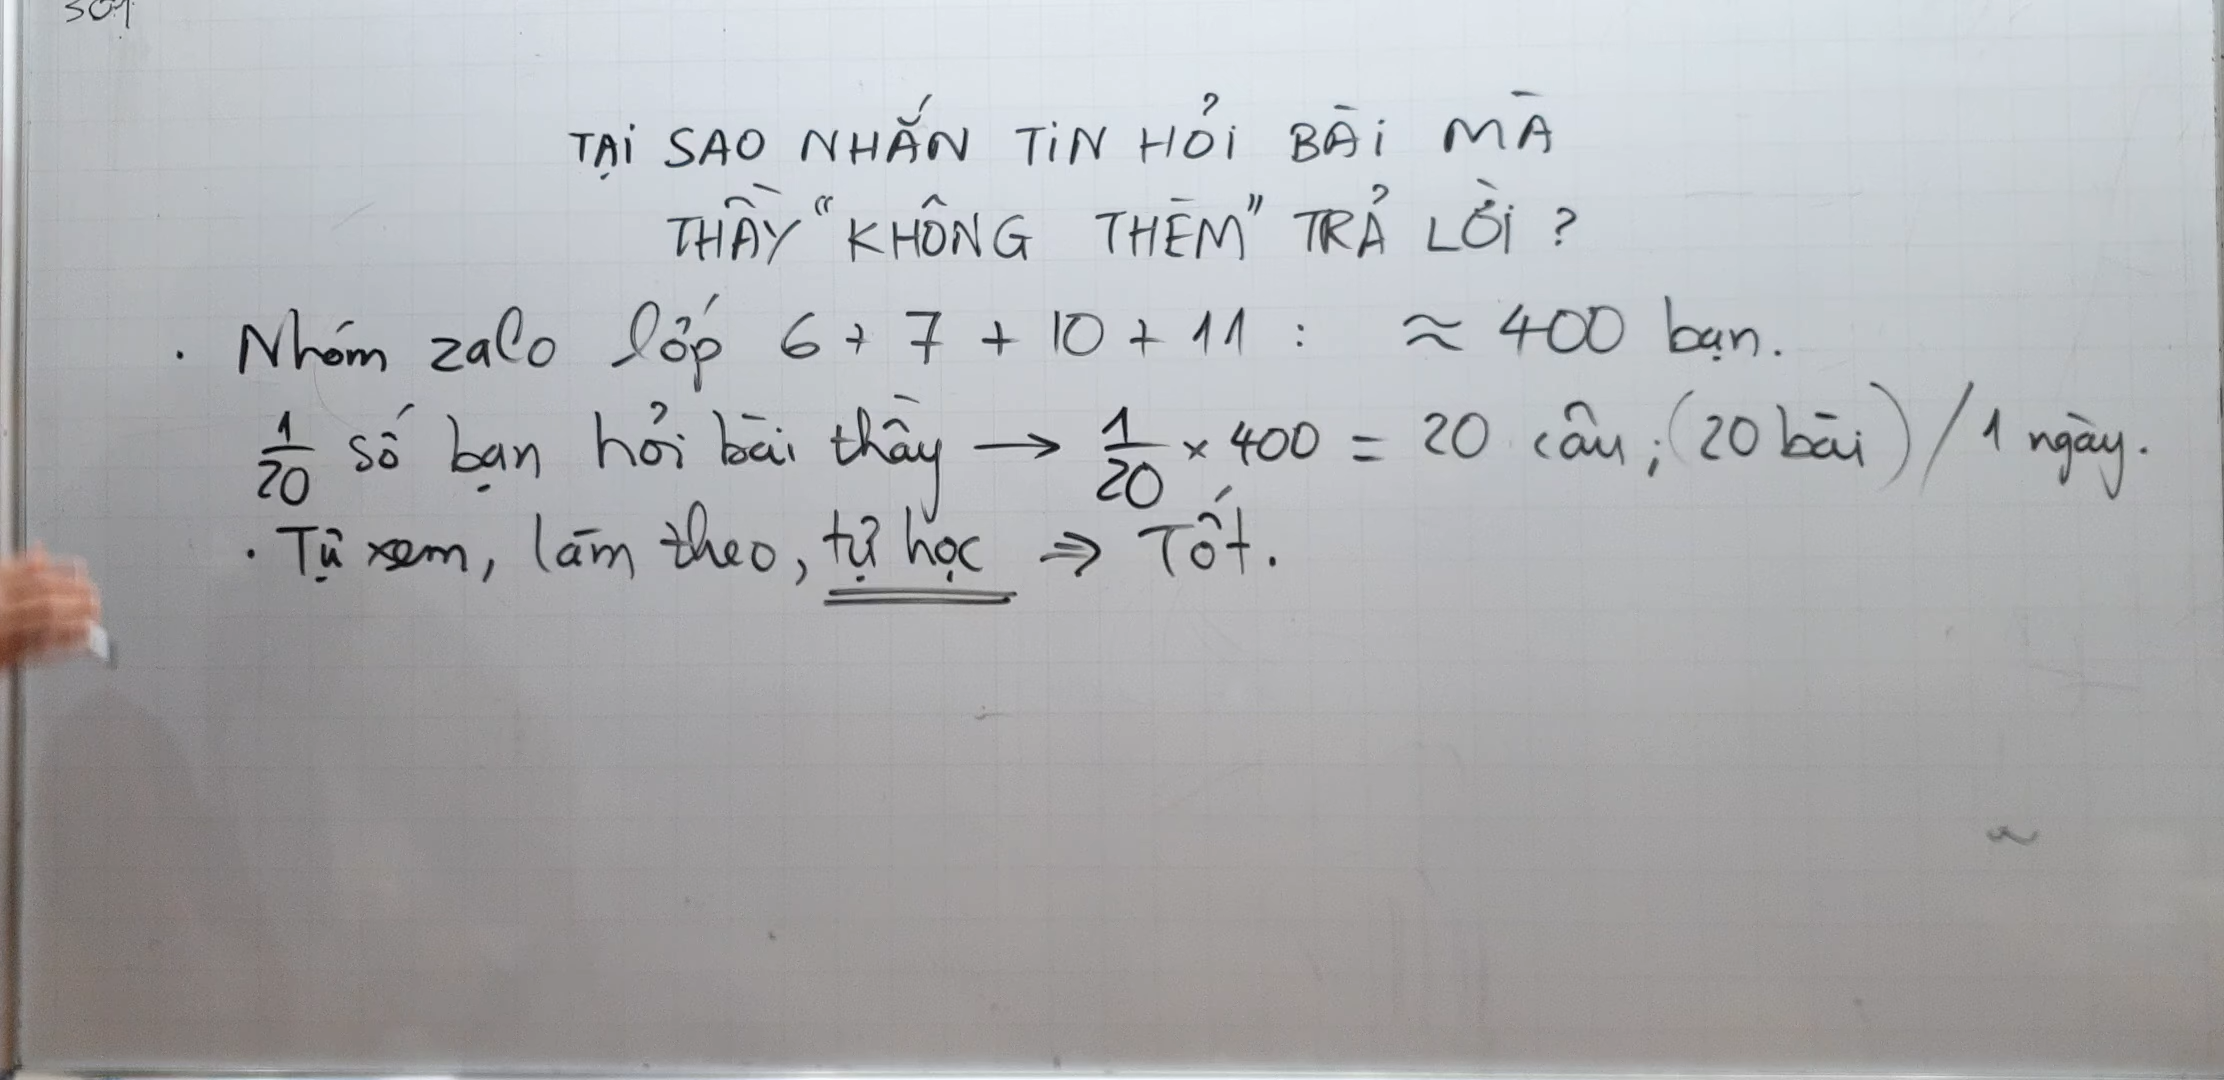 TẠI SAO NHẮN TIN HỎI BÀI MÀ
THẦY "KHÔNG THÈM" TRẢ LỜI ?
. Nhóm zalo lớp 6 + 7 + 10 + 11 : ≈ 400 bạn.
1/20 số bạn hỏi bài thầy → 1/20 × 400 = 20 câu ; (20 bài) / 1 ngày.
. Tự xem, làm theo, tự học ⇒ Tốt.